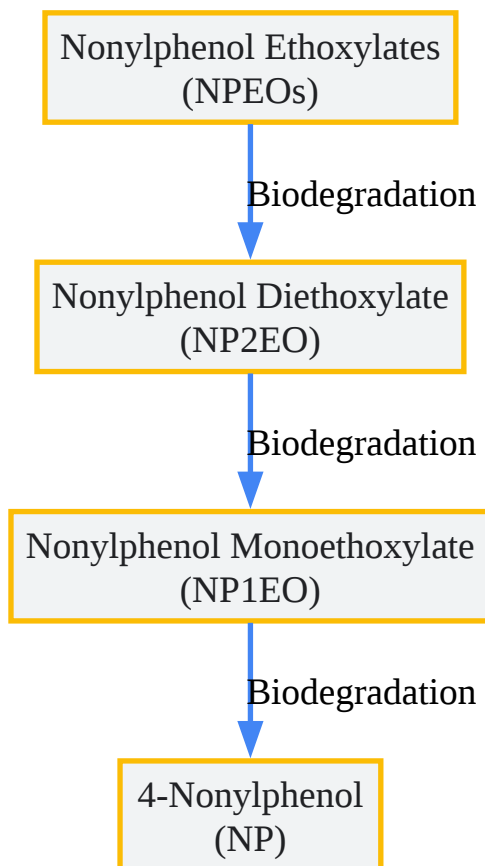 Nonylphenol Ethoxylates
(NPEOs)
Biodegradation
Nonylphenol Diethoxylate
(NP2EO)
Biodegradation
Nonylphenol Monoethoxylate
(NP1EO)
Biodegradation
4-Nonylphenol
(NP)